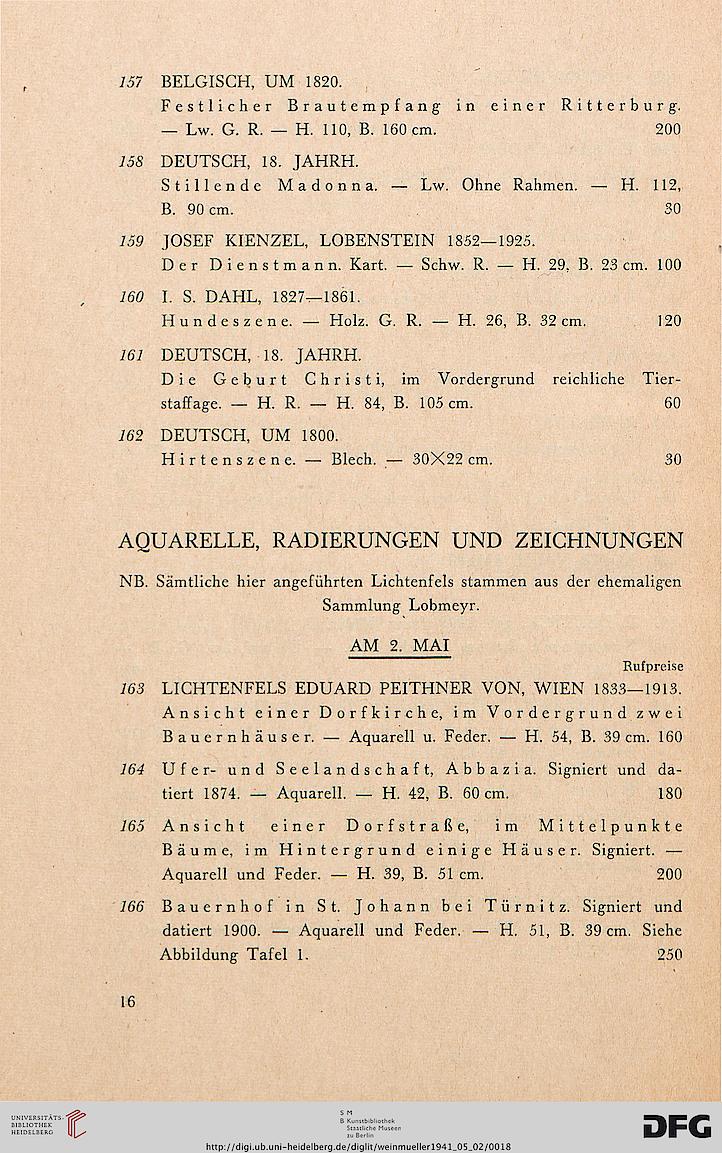 157 BELGISCH, UM 1820.
Festlicher Brautempfang in einer Ritterburg.
— Lw. G. R. — H. 110, B. 160 cm. 200
158 DEUTSCH, 18. JAHRH.
Stillende Madonna. — Lw. Ohne Rahmen. — H. 112,
B. 90 cm. 30
159 JOSEF KIENZEL, LOBENSTEIN 1852—1925.
Der Dienstmann. Kart. — Schw. R. — H. 29, B. 23 cm. 100
160 I. S. DAHL, 1827—1861.
Hundeszene. — Holz. G. R. — H. 26, B. 32 cm. 120
161 DEUTSCH, 18. JAHRH.
Die Geburt Christi, im Vordergrund reichliche Tier-
staffage. — H. R. — H. 84, B. 105 cm. 60
162 DEUTSCH, UM 1800.
Hirtenszene. — Blech. — 30×22 cm. 30
AQUARELLE, RADIERUNGEN UND ZEICHNUNGEN
NB. Sämtliche hier angeführten Lichtenfels stammen aus der ehemaligen
Sammlung Lobmeyr.
AM 2. MAI
Rufpreise
163 LICHTENFELS EDUARD PEITHNER VON, WIEN 1833—1913.
Ansicht einer Dorfkirche, im Vordergrund zwei
Bauernhäuser. — Aquarell u. Feder. — H. 54, B. 39 cm. 160
164 Ufer- und Seelandschaft, Abbazia. Signiert und da-
tiert 1874. — Aquarell. — H. 42, B. 60 cm. 180
165 Ansicht einer Dorfstraße, im Mittelpunkte
Bäume, im Hintergrund einige Häuser. Signiert. —
Aquarell und Feder. — H. 39, B. 51 cm. 200
166 Bauernhof in St. Johann bei Türnitz. Signiert und
datiert 1900. — Aquarell und Feder. — H. 51, B. 39 cm. Siehe
Abbildung Tafel 1. 250
16
UNIVERSITÄTS-
BIBLIOTHEK
HEIDELBERG
S M
B Kunstbibliothek
Staatliche Museen
zu Berlin
DFG
http://digi.ub.uni-heidelberg.de/diglit/weinmueller1941_05_02/0018